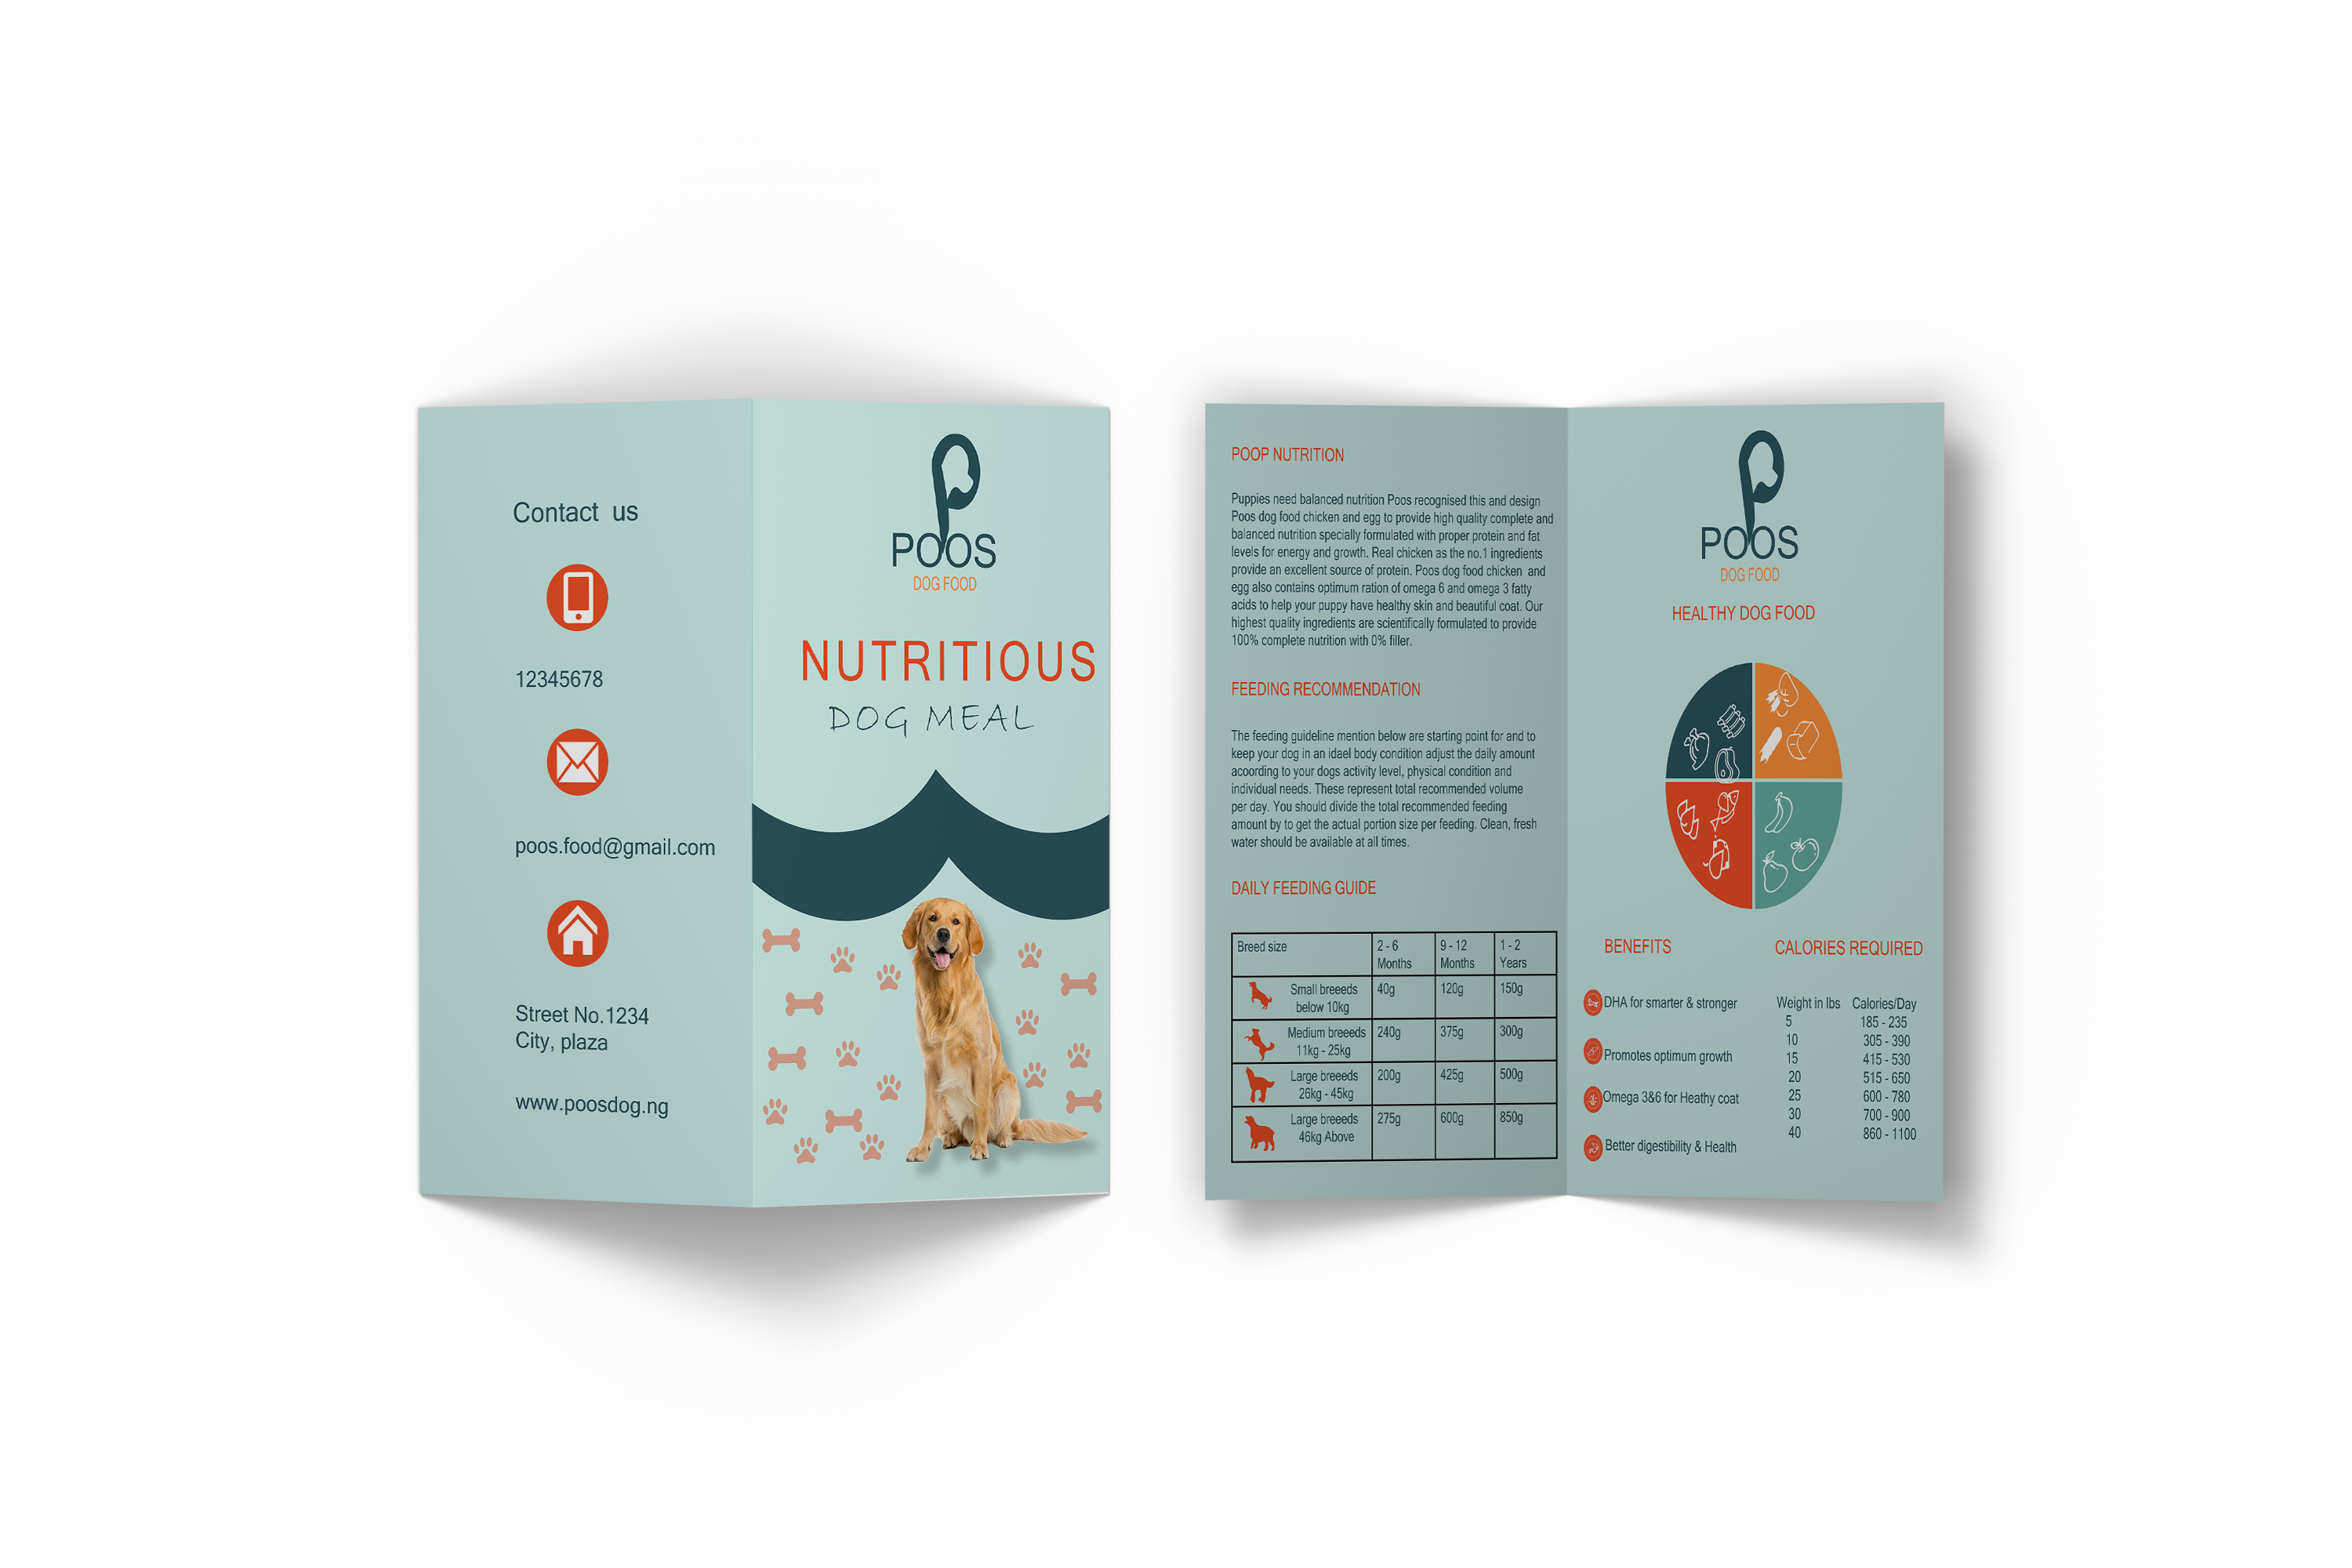 Contact us
12345678
poos.food@gmail.com
Street No.1234
City, plaza
www.poosdog.ng
POOS
DOG FOOD
NUTRITIOUS
DOG MEAL
POOP NUTRITION
Puppies need balanced nutrition Poos recognised this and design
Poos dog food chicken and egg to provide high quality complete and
balanced nutrition specially formulated with proper protein and fat
levels for energy and growth. Real chicken as the no.1 ingredients
provide an excellent source of protein. Poos dog food chicken and
egg also contains optimum ration of omega 6 and omega 3 fatty
acids to help your puppy have healthy skin and beautiful coat. Our
highest quality ingredients are scientifically formulated to provide
100% complete nutrition with 0% filler.
FEEDING RECOMMENDATION
The feeding guideline mention below are starting point for and to
keep your dog in an idael body condition adjust the daily amount
acoording to your dogs activity level, physical condition and
individual needs. These represent total recommended volume
per day. You should divide the total recommended feeding
amount by to get the actual portion size per feeding. Clean, fresh
water should be available at all times.
DAILY FEEDING GUIDE
Breed size 2 - 6 Months 9 - 12 Months 1 - 2 Years
Small breeeds below 10kg 40g 120g 150g
Medium breeeds 11kg - 25kg 240g 375g 300g
Large breeeds 26kg - 45kg 200g 425g 500g
Large breeeds 46kg Above 275g 600g 850g
POOS
DOG FOOD
HEALTHY DOG FOOD
BENEFITS
DHA for smarter & stronger
Promotes optimum growth
Omega 3&6 for Heathy coat
Better digestibility & Health
CALORIES REQUIRED
Weight in lbs Calories/Day
5 185 - 235
10 305 - 390
15 415 - 530
20 515 - 650
25 600 - 780
30 700 - 900
40 860 - 1100